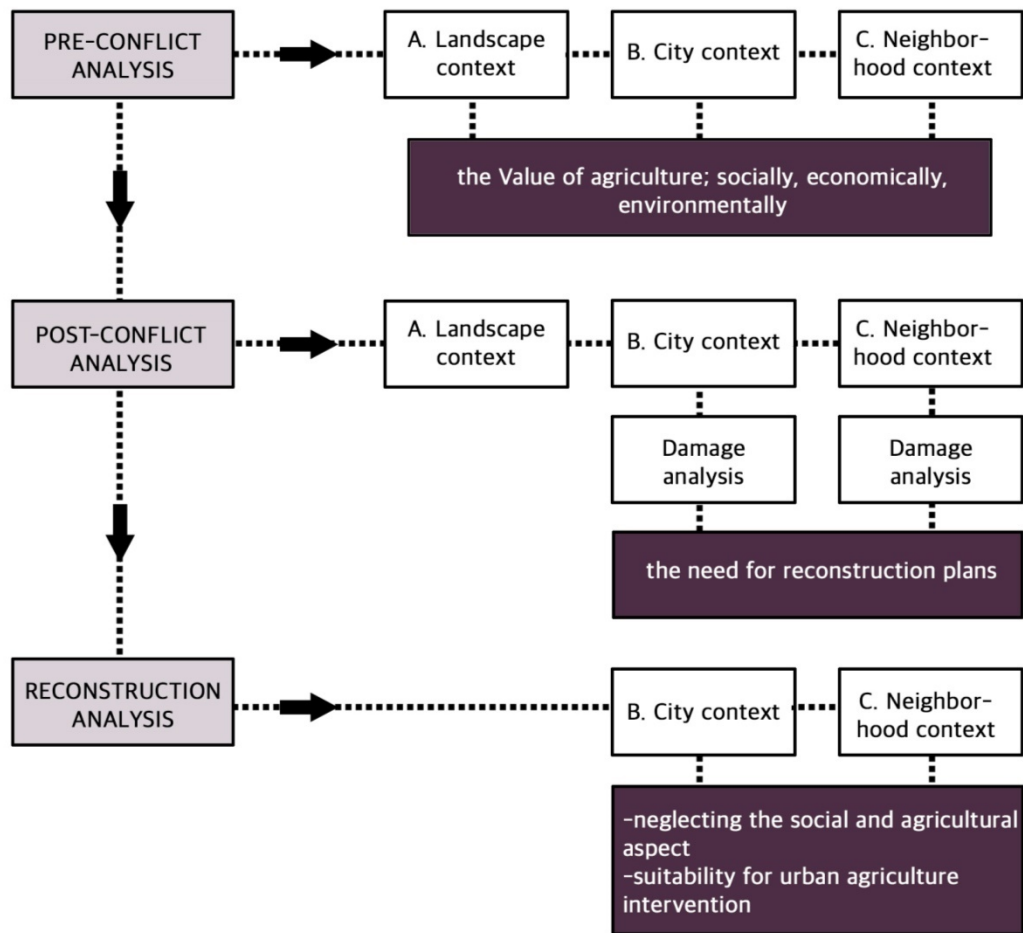 PRE-CONFLICT
ANALYSIS
A. Landscape
context
B. City context
C. Neighbor-
hood context
the Value of agriculture; socially, economically,
environmentally
POST-CONFLICT
ANALYSIS
A. Landscape
context
B. City context
C. Neighbor-
hood context
Damage
analysis
Damage
analysis
the need for reconstruction plans
RECONSTRUCTION
ANALYSIS
B. City context
C. Neighbor-
hood context
-neglecting the social and agricultural
aspect
-suitability for urban agriculture
intervention